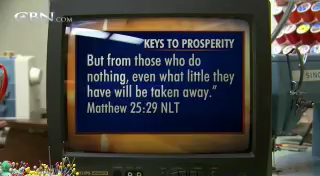 CBN.com
KEYS TO PROSPERITY
But from those who do
nothing, even what little they
have will be taken away."
Matthew 25:29 NLT
SINGER